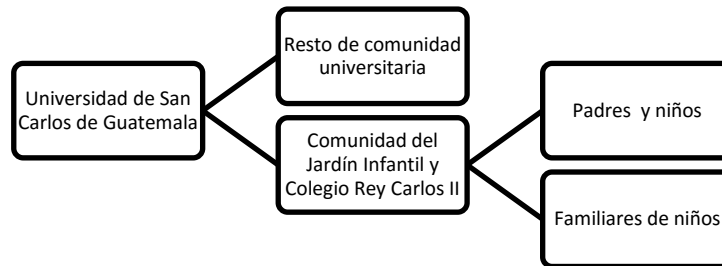 Resto de comunidad
universitaria
Universidad de San
Carlos de Guatemala
Comunidad del
Jardín Infantil y
Colegio Rey Carlos II
Padres y niños
Familiares de niños